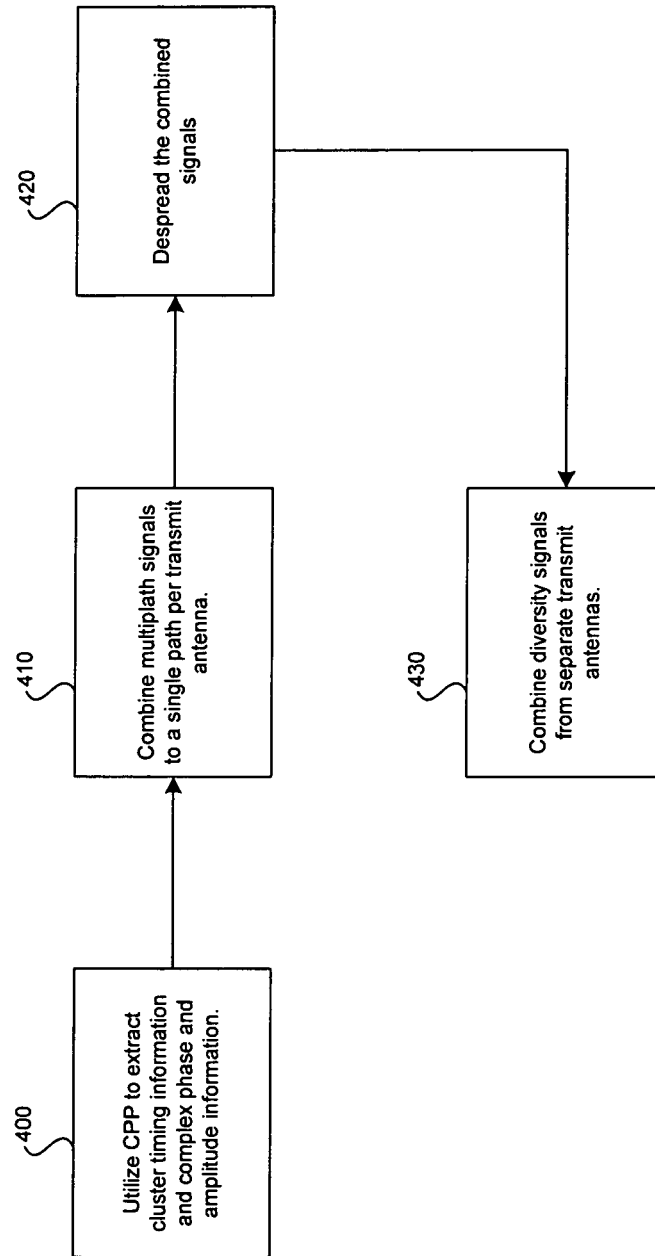 400
Utilize CPP to extract
cluster timing information
and complex phase and
amplitude information.
410
Combine multiplath signals
to a single path per transmit
antenna.
420
Despread the combined
signals
430
Combine diversity signals
from separate transmit
antennas.